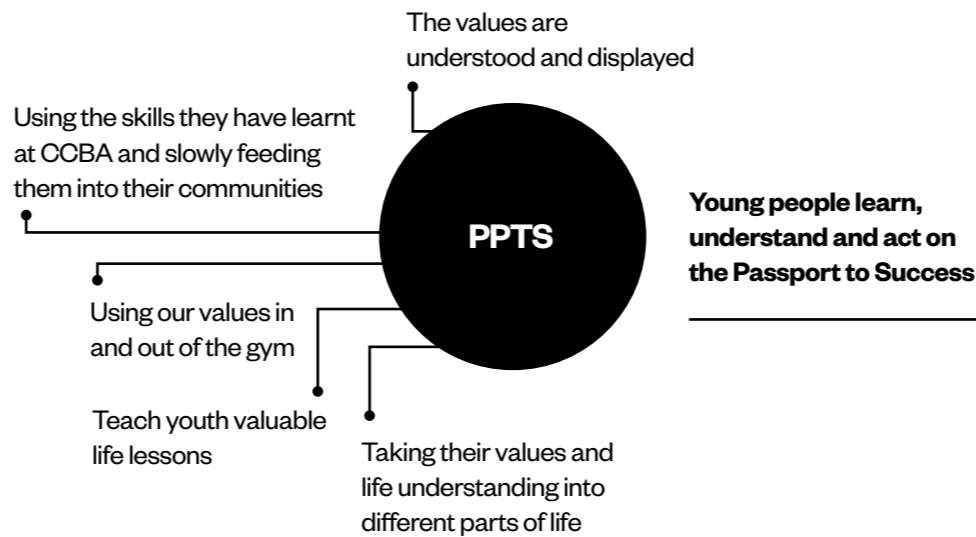 The values are
understood and displayed
Using the skills they have learnt
at CCBA and slowly feeding
them into their communities
PPTS
Young people learn,
understand and act on
the Passport to Success
Using our values in
and out of the gym
Teach youth valuable
life lessons
Taking their values and
life understanding into
different parts of life